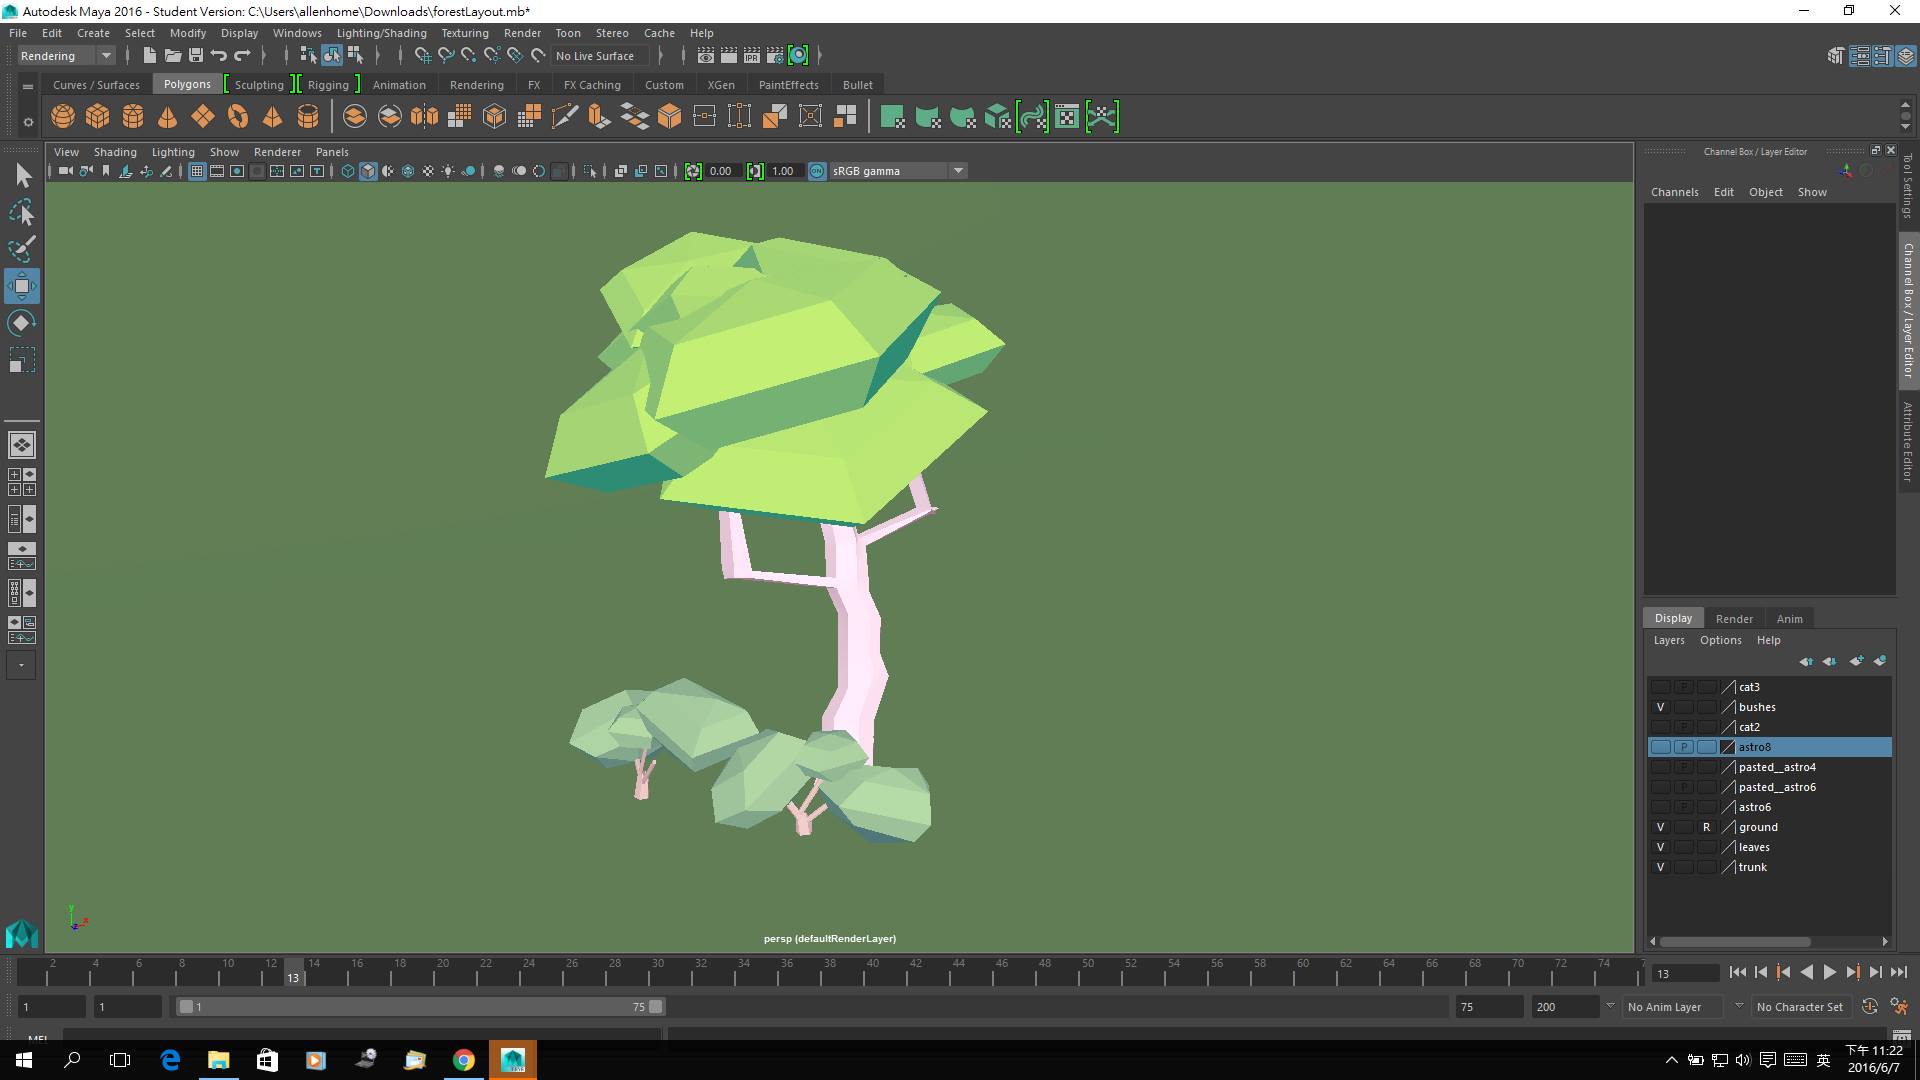 Autodesk Maya 2016 - Student Version: C:\Users\allenhome\Downloads\forestLayout.mb*
File Edit Create Select Modify Display Windows Lighting/Shading Texturing Render Toon Stereo Cache Help
Rendering No Live Surface IPR
Curves / Surfaces Polygons Sculpting Rigging Animation Rendering FX FX Caching Custom XGen PaintEffects Bullet
View Shading Lighting Show Renderer Panels
0.00 1.00 ON sRGB gamma
Channel Box / Layer Editor
Channels Edit Object Show
Tool Settings
Channel Box / Layer Editor
Attribute Editor
Display Render Anim
Layers Options Help
P cat3
V bushes
P cat2
P astro8
P pasted__astro4
P pasted__astro6
P astro6
V R ground
V leaves
V trunk
y x z
persp (defaultRenderLayer)
2 4 6 8 10 12 14 16 18 20 22 24 26 28 30 32 34 36 38 40 42 44 46 48 50 52 54 56 58 60 62 64 66 68 70 72 74
13
13
1 1 1 75 75 200 No Anim Layer No Character Set
MEL
英
下午 11:22
2016/6/7